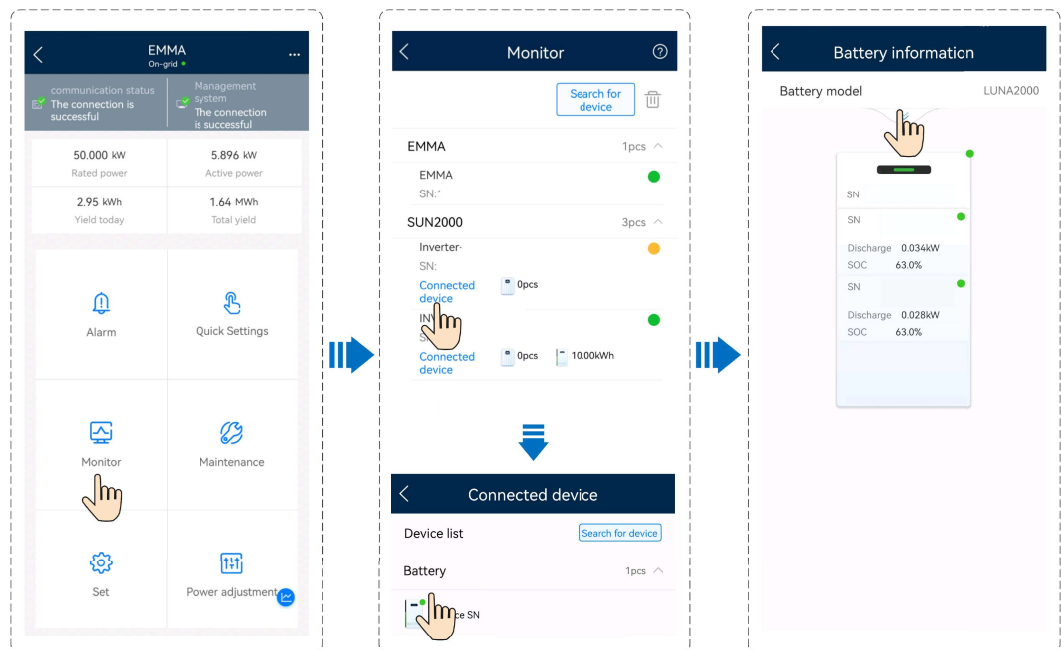 EMMA
On-grid
communication status
The connection is
successful
Management
system
The connection
is successful
50.000 kW
Rated power
5.896 kW
Active power
2.95 kWh
Yield today
1.64 MWh
Total yield
Alarm
Quick Settings
Monitor
Maintenance
Set
Power adjustment
Monitor
Search for
device
EMMA
1pcs
EMMA
SN:
SUN2000
3pcs
Inverter-
SN:
Connected
device
0pcs
Connected
device
0pcs
10.00kWh
Connected device
Device list
Search for device
Battery
1pcs
SN
Battery information
Battery model
LUNA2000
SN
SN
Discharge 0.034kW
SOC 63.0%
SN
Discharge 0.028kW
SOC 63.0%